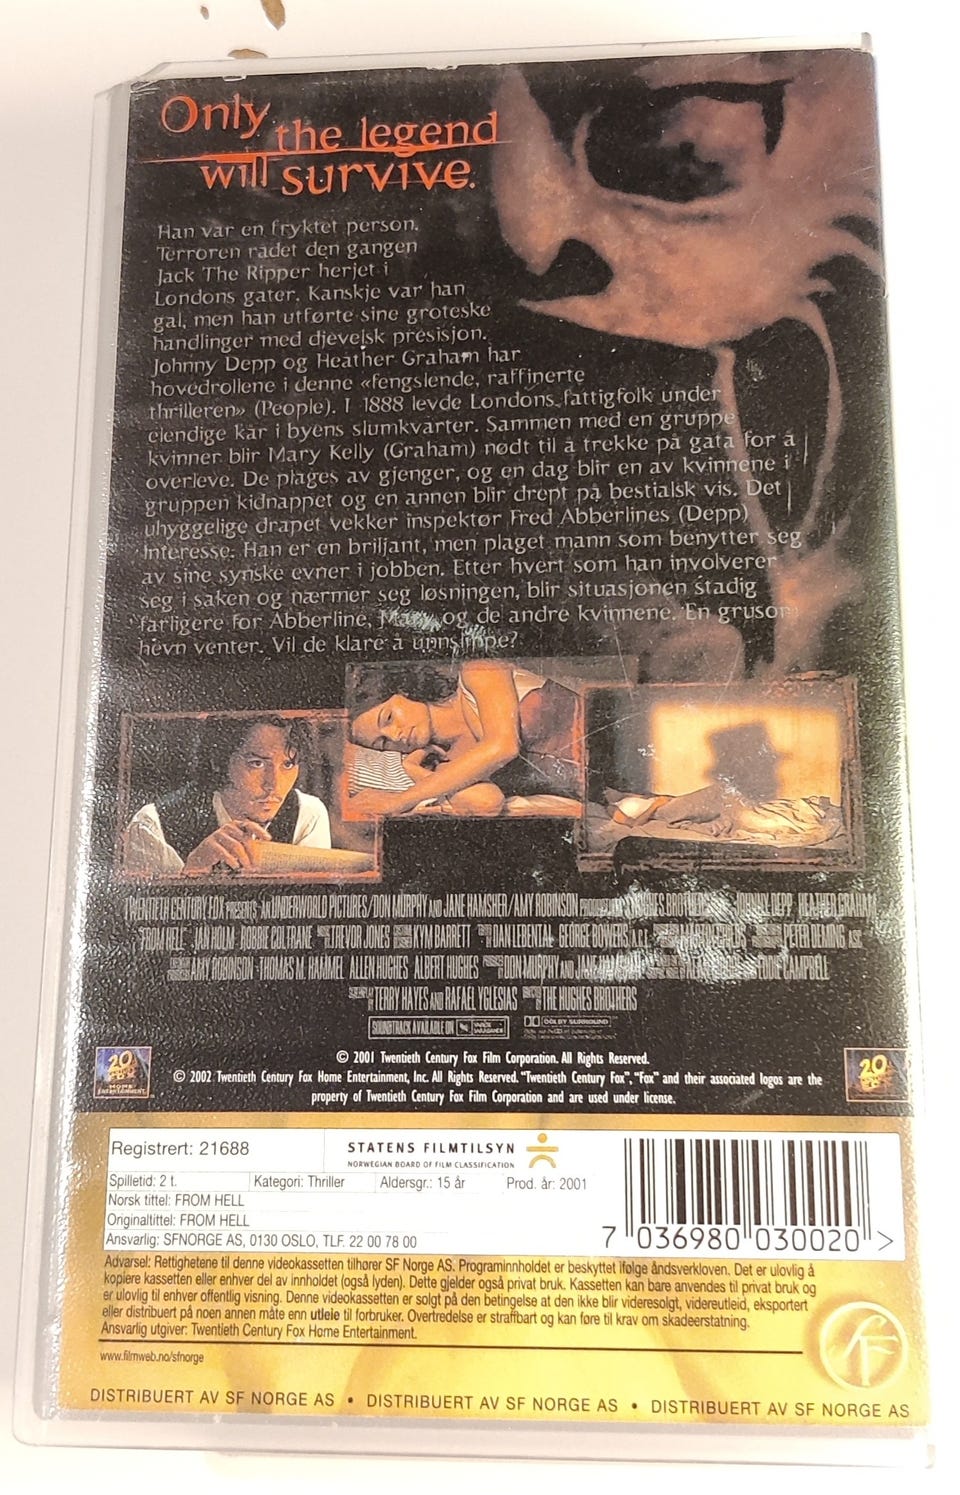 Only
the legend
will survive.
Han var en fryktet person.
Terroren rådet den gangen
Jack The Ripper herjet i
Londons gater. Kanskje var han
gal, men han utførte sine groteske
handlinger med djevelsk presisjon.
Johnny Depp og Heather Graham har
hovedrollene i denne «fengslende, raffinerte
thrilleren» (People). I 1888 levde Londons fattigfolk under
elendige kår i byens slumkvarter. Sammen med en gruppe
kvinner blir Mary Kelly (Graham) nødt til å trekke på gata for å
overleve. De plages av gjenger, og en dag blir en av kvinnene i
gruppen kidnappet og en annen blir drept på bestialsk vis. Det
uhyggelige drapet vekker inspektør Fred Abberlines (Depp)
interesse. Han er en briljant, men plaget mann som benytter seg
av sine synske evner i jobben. Etter hvert som han involverer
seg i saken og nærmer seg løsningen, blir situasjonen stadig
farligere for Abberline, Mary og de andre kvinnene. En grusom
hevn venter. Vil de klare å unnslippe?
TWENTIETH CENTURY FOX PRESENTS AN UNDERWORLD PICTURES/DON MURPHY AND JANE HAMSHER/AMY ROBINSON HUGHES BROTHERS JOHNNY DEPP HEATHER GRAHAM
"FROM HELL" IAN HOLM ROBBIE COLTRANE TREVOR JONES KYM BARRETT DAN LEBENTAL GEORGE BOWERS, A.C.E. PETER DEMING, ASC
AMY ROBINSON THOMAS M. HAMMEL ALLEN HUGHES ALBERT HUGHES DON MURPHY AND JANE EDDIE CAMPBELL
TERRY HAYES AND RAFAEL YGLESIAS THE HUGHES BROTHERS
SOUNDTRACK AVAILABLE ON VARÈSE SARABANDE DOLBY SURROUND
© 2001 Twentieth Century Fox Film Corporation. All Rights Reserved.
© 2002 Twentieth Century Fox Home Entertainment, Inc. All Rights Reserved. "Twentieth Century Fox", "Fox" and their associated logos are the
property of Twentieth Century Fox Film Corporation and are used under license.
20th CENTURY FOX HOME ENTERTAINMENT
20
Registrert: 21688
STATENS FILMTILSYN
NORWEGIAN BOARD OF FILM CLASSIFICATION
Spilletid: 2 t. Kategori: Thriller Aldersgr.: 15 år Prod. år: 2001
Norsk tittel: FROM HELL
Originaltittel: FROM HELL
Ansvarlig: SFNORGE AS, 0130 OSLO, TLF. 22 00 78 00
7 036980 030020 >
Advarsel: Rettighetene til denne videokassetten tilhører SF Norge AS. Programinnholdet er beskyttet ifølge åndsverkloven. Det er ulovlig å
kopiere kassetten eller enhver del av innholdet (også lyden). Dette gjelder også privat bruk. Kassetten kan bare anvendes til privat bruk og
er ulovlig til enhver offentlig visning. Denne videokassetten er solgt på den betingelse at den ikke blir videresolgt, videreutleid, eksportert
eller distribuert på noen annen måte enn utleie til forbruker. Overtredelse er straffbart og kan føre til krav om skadeerstatning.
Ansvarlig utgiver: Twentieth Century Fox Home Entertainment.
www.filmweb.no/sfnorge
SF
DISTRIBUERT AV SF NORGE AS • DISTRIBUERT AV SF NORGE AS • DISTRIBUERT AV SF NORGE AS